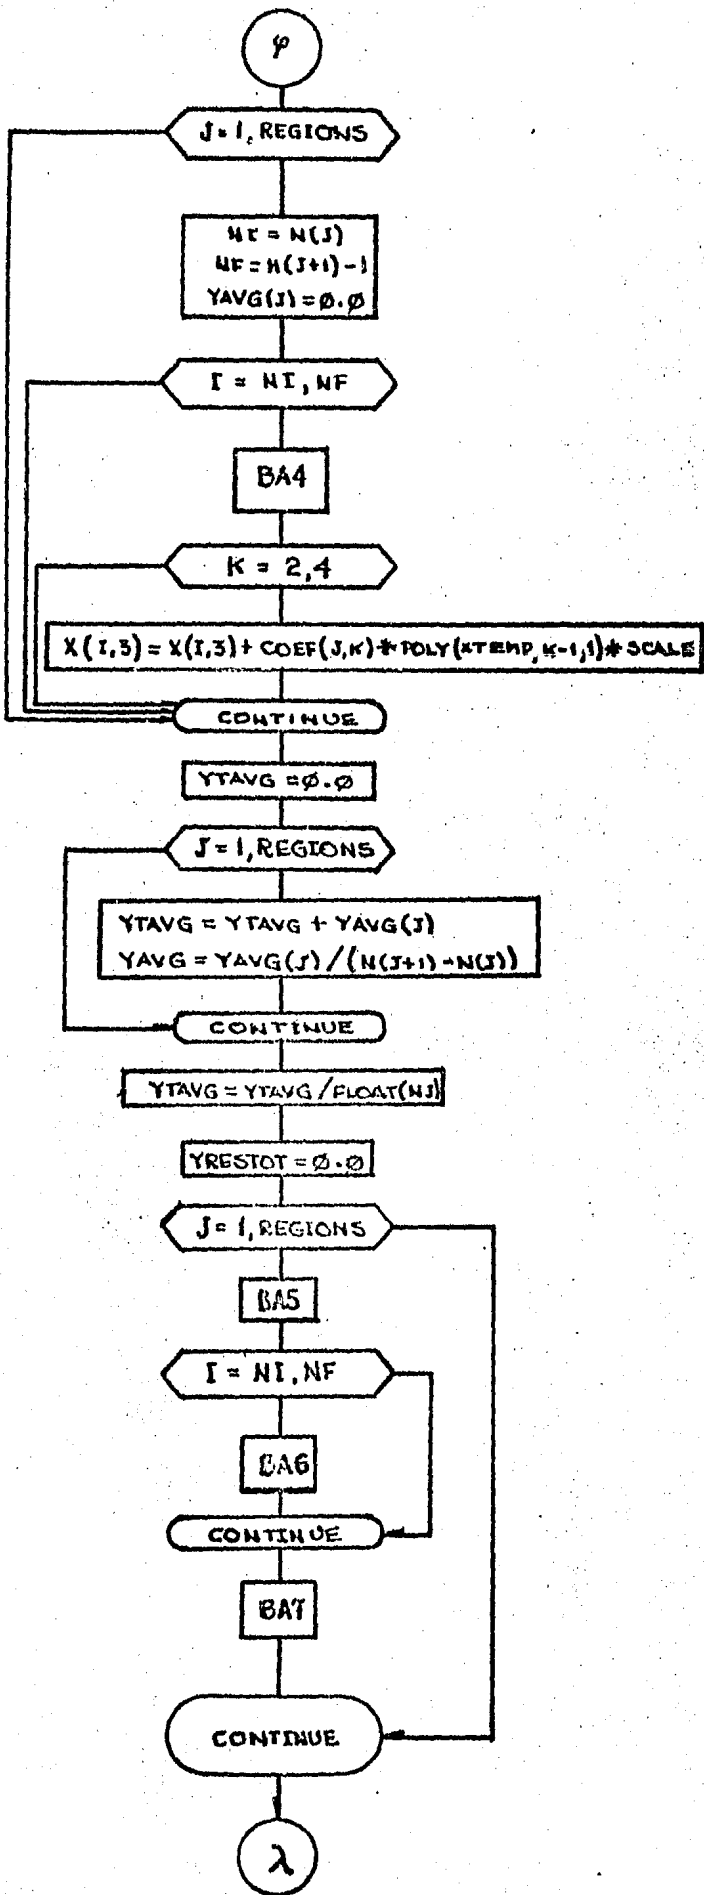 φ
J=1, REGIONS
NI = N(J)
NF = N(J+1)-1
YAVG(J) = Ø.Ø
I = NI, NF
BA4
K = 2,4
X(I,3) = X(I,3) + COEF(J,K) * POLY(XTEMP, K-1,1) * SCALE
CONTINUE
YTAVG = Ø.Ø
J=1, REGIONS
YTAVG = YTAVG + YAVG(J)
YAVG = YAVG(J) / (N(J+1) - N(J))
CONTINUE
YTAVG = YTAVG / FLOAT(NJ)
YRESTOT = Ø.Ø
J=1, REGIONS
BA5
I = NI, NF
BA6
CONTINUE
BA7
CONTINUE
λ